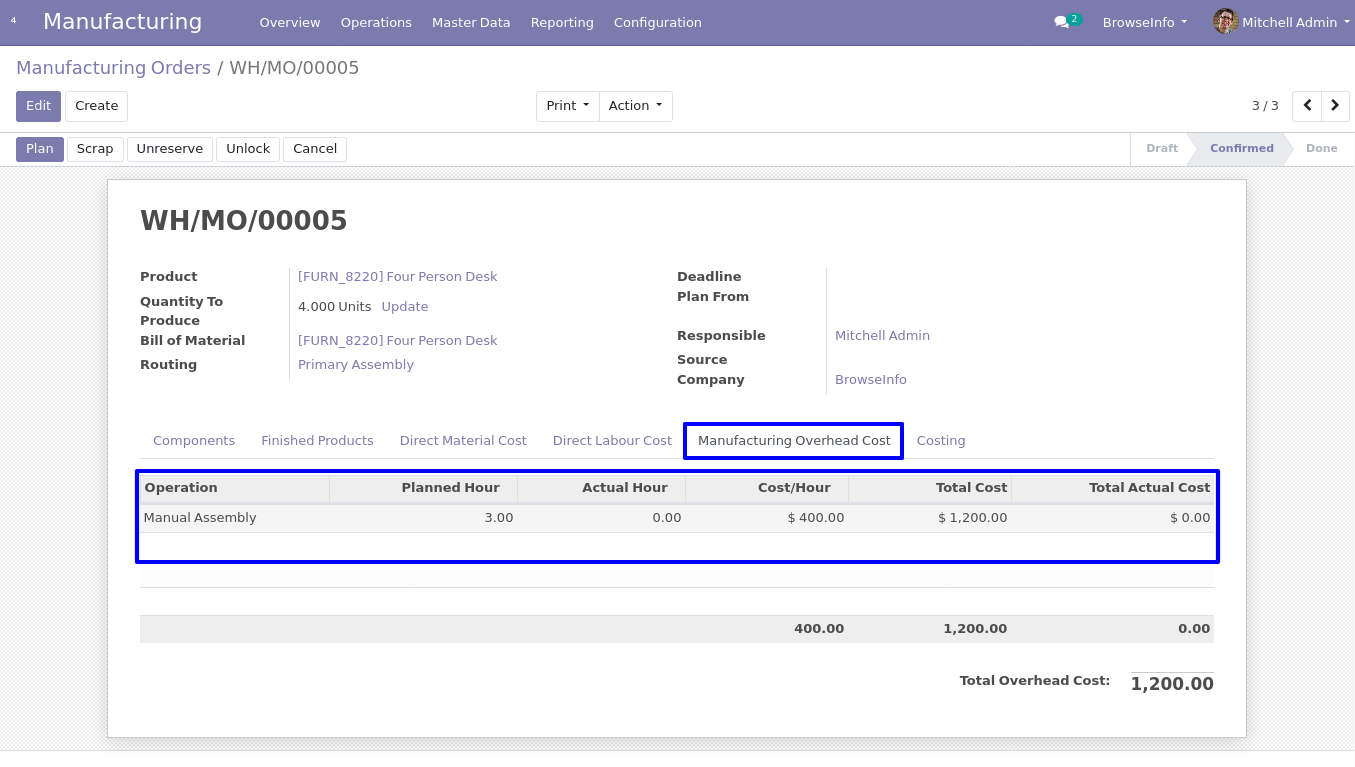 4 Manufacturing Overview Operations Master Data Reporting Configuration 2 BrowseInfo Mitchell Admin
Manufacturing Orders / WH/MO/00005
Edit Create Print Action 3 / 3
Plan Scrap Unreserve Unlock Cancel Draft Confirmed Done
WH/MO/00005
Product [FURN_8220] Four Person Desk
Quantity To Produce 4.000 Units Update
Bill of Material [FURN_8220] Four Person Desk
Routing Primary Assembly
Deadline
Plan From
Responsible Mitchell Admin
Source
Company BrowseInfo
Components Finished Products Direct Material Cost Direct Labour Cost Manufacturing Overhead Cost Costing
Operation Planned Hour Actual Hour Cost/Hour Total Cost Total Actual Cost
Manual Assembly 3.00 0.00 $ 400.00 $ 1,200.00 $ 0.00
400.00 1,200.00 0.00
Total Overhead Cost: 1,200.00